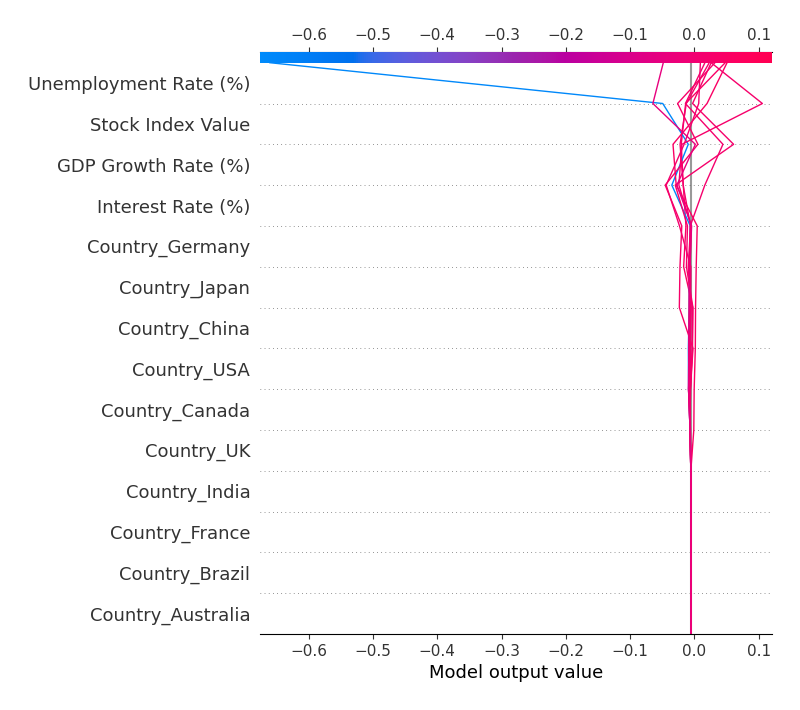 −0.6 −0.5 −0.4 −0.3 −0.2 −0.1 0.0 0.1
Unemployment Rate (%)
Stock Index Value
GDP Growth Rate (%)
Interest Rate (%)
Country_Germany
Country_Japan
Country_China
Country_USA
Country_Canada
Country_UK
Country_India
Country_France
Country_Brazil
Country_Australia
−0.6 −0.5 −0.4 −0.3 −0.2 −0.1 0.0 0.1
Model output value